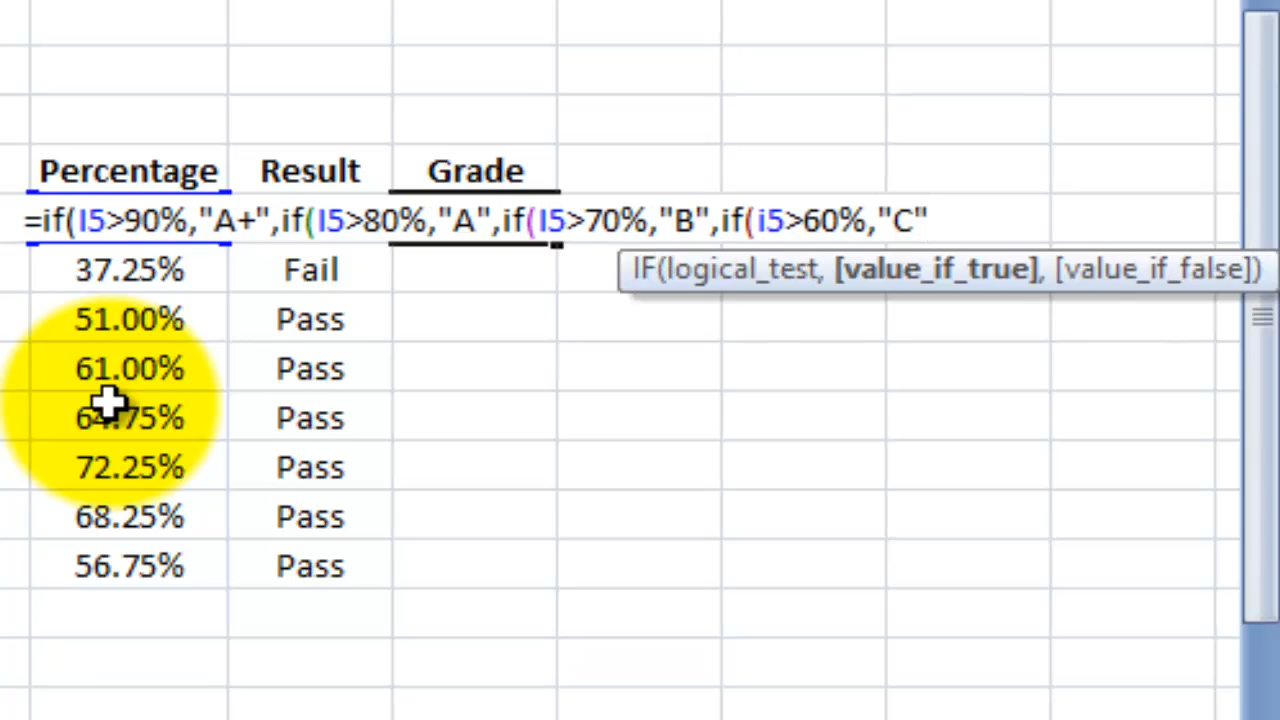 Percentage Result Grade
=if(I5>90%,"A+",if(I5>80%,"A",if(I5>70%,"B",if(i5>60%,"C"
IF(logical_test, [value_if_true], [value_if_false])
37.25% Fail
51.00% Pass
61.00% Pass
64.75% Pass
72.25% Pass
68.25% Pass
56.75% Pass